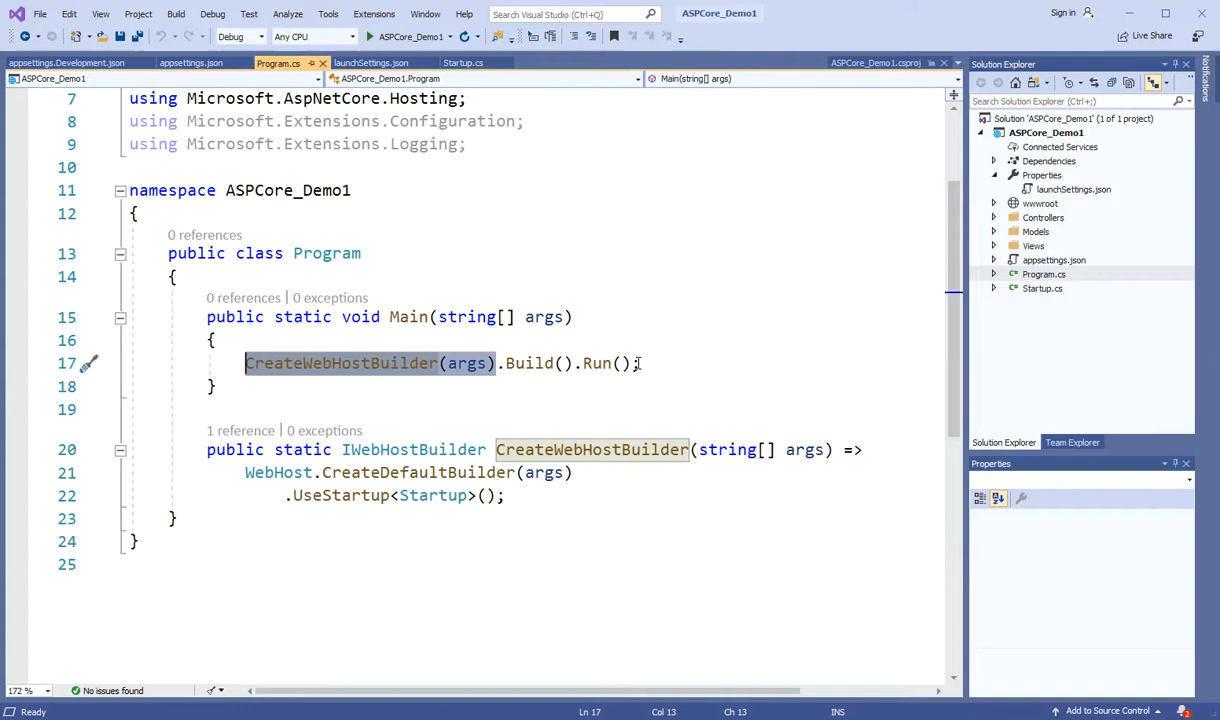 File Edit View Project Build Debug Test Analyze Tools Extensions Window Help Search Visual Studio (Ctrl+Q) ASPCore_Demo1 Sign in
Debug Any CPU ASPCore_Demo1 Live Share
appsettings.Development.json appsettings.json Program.cs launchSettings.json Startup.cs ASPCore_Demo1.csproj
ASPCore_Demo1 ASPCore_Demo1.Program Main(string[] args)
7 using Microsoft.AspNetCore.Hosting;
8 using Microsoft.Extensions.Configuration;
9 using Microsoft.Extensions.Logging;
10
11 namespace ASPCore_Demo1
12 {
0 references
13 public class Program
14 {
0 references | 0 exceptions
15 public static void Main(string[] args)
16 {
17 CreateWebHostBuilder(args).Build().Run();
18 }
19
1 reference | 0 exceptions
20 public static IWebHostBuilder CreateWebHostBuilder(string[] args) =>
21 WebHost.CreateDefaultBuilder(args)
22 .UseStartup<Startup>();
23 }
24 }
25
172 % No issues found
Solution Explorer
Search Solution Explorer (Ctrl+;)
Solution 'ASPCore_Demo1' (1 of 1 project)
ASPCore_Demo1
Connected Services
Dependencies
Properties
launchSettings.json
wwwroot
Controllers
Models
Views
appsettings.json
Program.cs
Startup.cs
Solution Explorer Team Explorer
Properties
Notifications
Ready Ln 17 Col 13 Ch 13 INS Add to Source Control 2